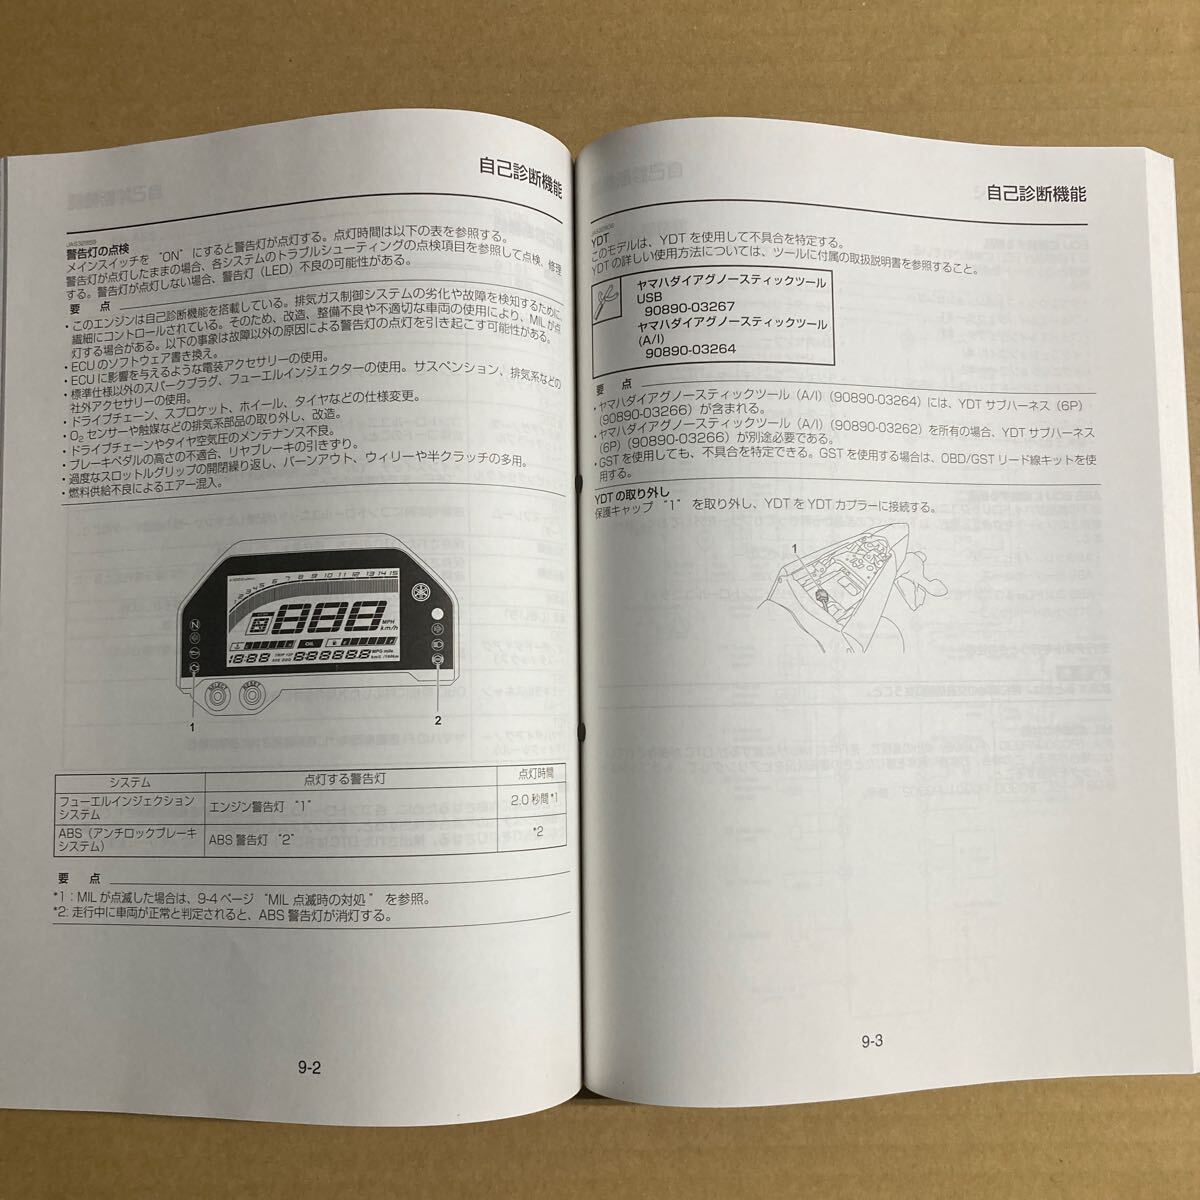 自己診断機能
警告灯の点検
メインスイッチを “ON” にすると警告灯が点灯する。点灯時間は以下の表を参照する。
警告灯が点灯したままの場合、各システムのトラブルシューティングの点検項目を参照して点検、修理
する。警告灯が点灯しない場合、警告灯(LED)不良の可能性がある。
要 点
・このエンジンは自己診断機能を搭載している。排気ガス制御システムの劣化や故障を検知するために
繊細にコントロールされている。そのため、改造、整備不良や不適切な車両の使用により、MILが点
灯する場合がある。以下の事象は故障以外の原因による警告灯の点灯を引き起こす可能性がある。
・ECUのソフトウェア書き換え。
・ECUに影響を与えるような電装アクセサリーの使用。
・標準仕様以外のスパークプラグ、フューエルインジェクターの使用。サスペンション、排気系などの
社外アクセサリーの使用。
・ドライブチェーン、スプロケット、ホイール、タイヤなどの仕様変更。
・O2センサーや触媒などの排気系部品の取り外し、改造。
・ドライブチェーンやタイヤ空気圧のメンテナンス不良。
・ブレーキペダルの高さの不適合、リヤブレーキの引きずり。
・過度なスロットルグリップの開閉繰り返し、バーンアウト、ウィリーや半クラッチの多用。
・燃料供給不良によるエアー混入。
1 2 3 4 5 6 7 8 9 10 11 12 13 14 15
888
MPH
km/h
N
OIL
SELECT
RESET
1
2
システム 点灯する警告灯 点灯時間
フューエルインジェクション
システム
エンジン警告灯 “1”
2.0 秒間*1
ABS(アンチロックブレーキ
システム)
ABS 警告灯 “2”
*2
要 点
*1:MILが点滅した場合は、9-4 ページ “MIL 点滅時の対処” を参照。
*2: 走行中に車両が正常と判定されると、ABS 警告灯が消灯する。
9-2
自己診断機能
YDT
このモデルは、YDT を使用して不具合を特定する。
YDT の詳しい使用方法については、ツールに付属の取扱説明書を参照すること。
ヤマハダイアグノースティックツール
USB
90890-03267
ヤマハダイアグノースティックツール
(A/I)
90890-03264
要 点
・ヤマハダイアグノースティックツール(A/I)(90890-03264)には、YDT サブハーネス(6P)
(90890-03266)が含まれる。
・ヤマハダイアグノースティックツール(A/I)(90890-03262)を所有の場合、YDT サブハーネス
(6P)(90890-03266)が別途必要である。
・GSTを使用しても、不具合を特定できる。GSTを使用する場合は、OBD/GST リード線キットを使
用する。
YDT の取り外し
保護キャップ “1” を取り外し、YDT を YDT カプラーに接続する。
1
9-3